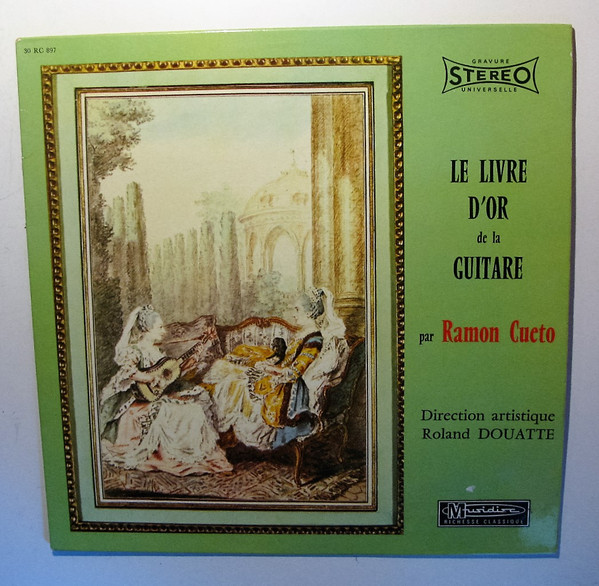 30 RC 897
GRAVURE
STEREO
UNIVERSELLE
LE LIVRE
D'OR
de la
GUITARE
par Ramon Cueto
Direction artistique
Roland DOUATTE
Musidisc
RICHESSE CLASSIQUE